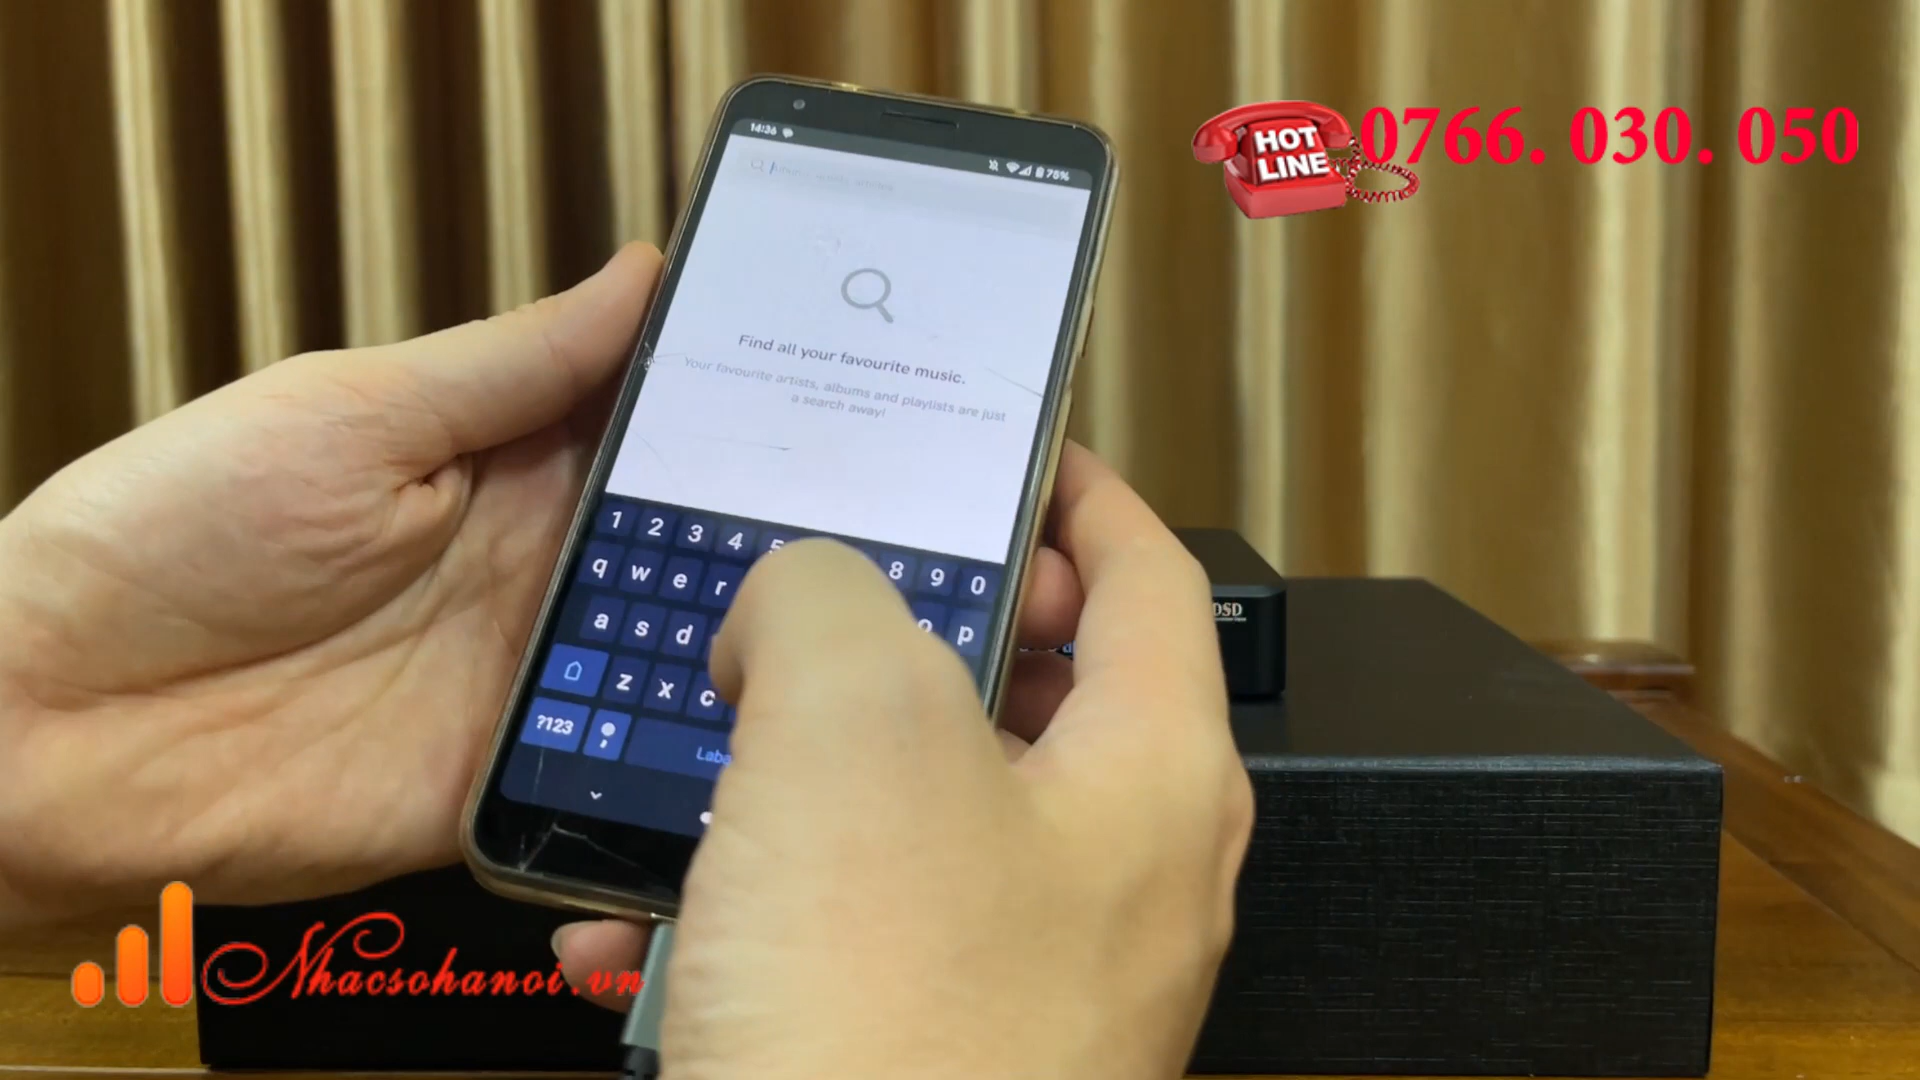 14:36
75%
HOT
LINE
0766. 030. 050
Find all your favourite music.
Your favourite artists, albums and playlists are just
a search away!
1 2 3 4 5 8 9 0
q w e r o p
a s d
z x c
?123
DSD
Nhacsohanoi.vn